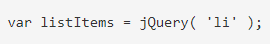 var listItems = jQuery( 'li' );